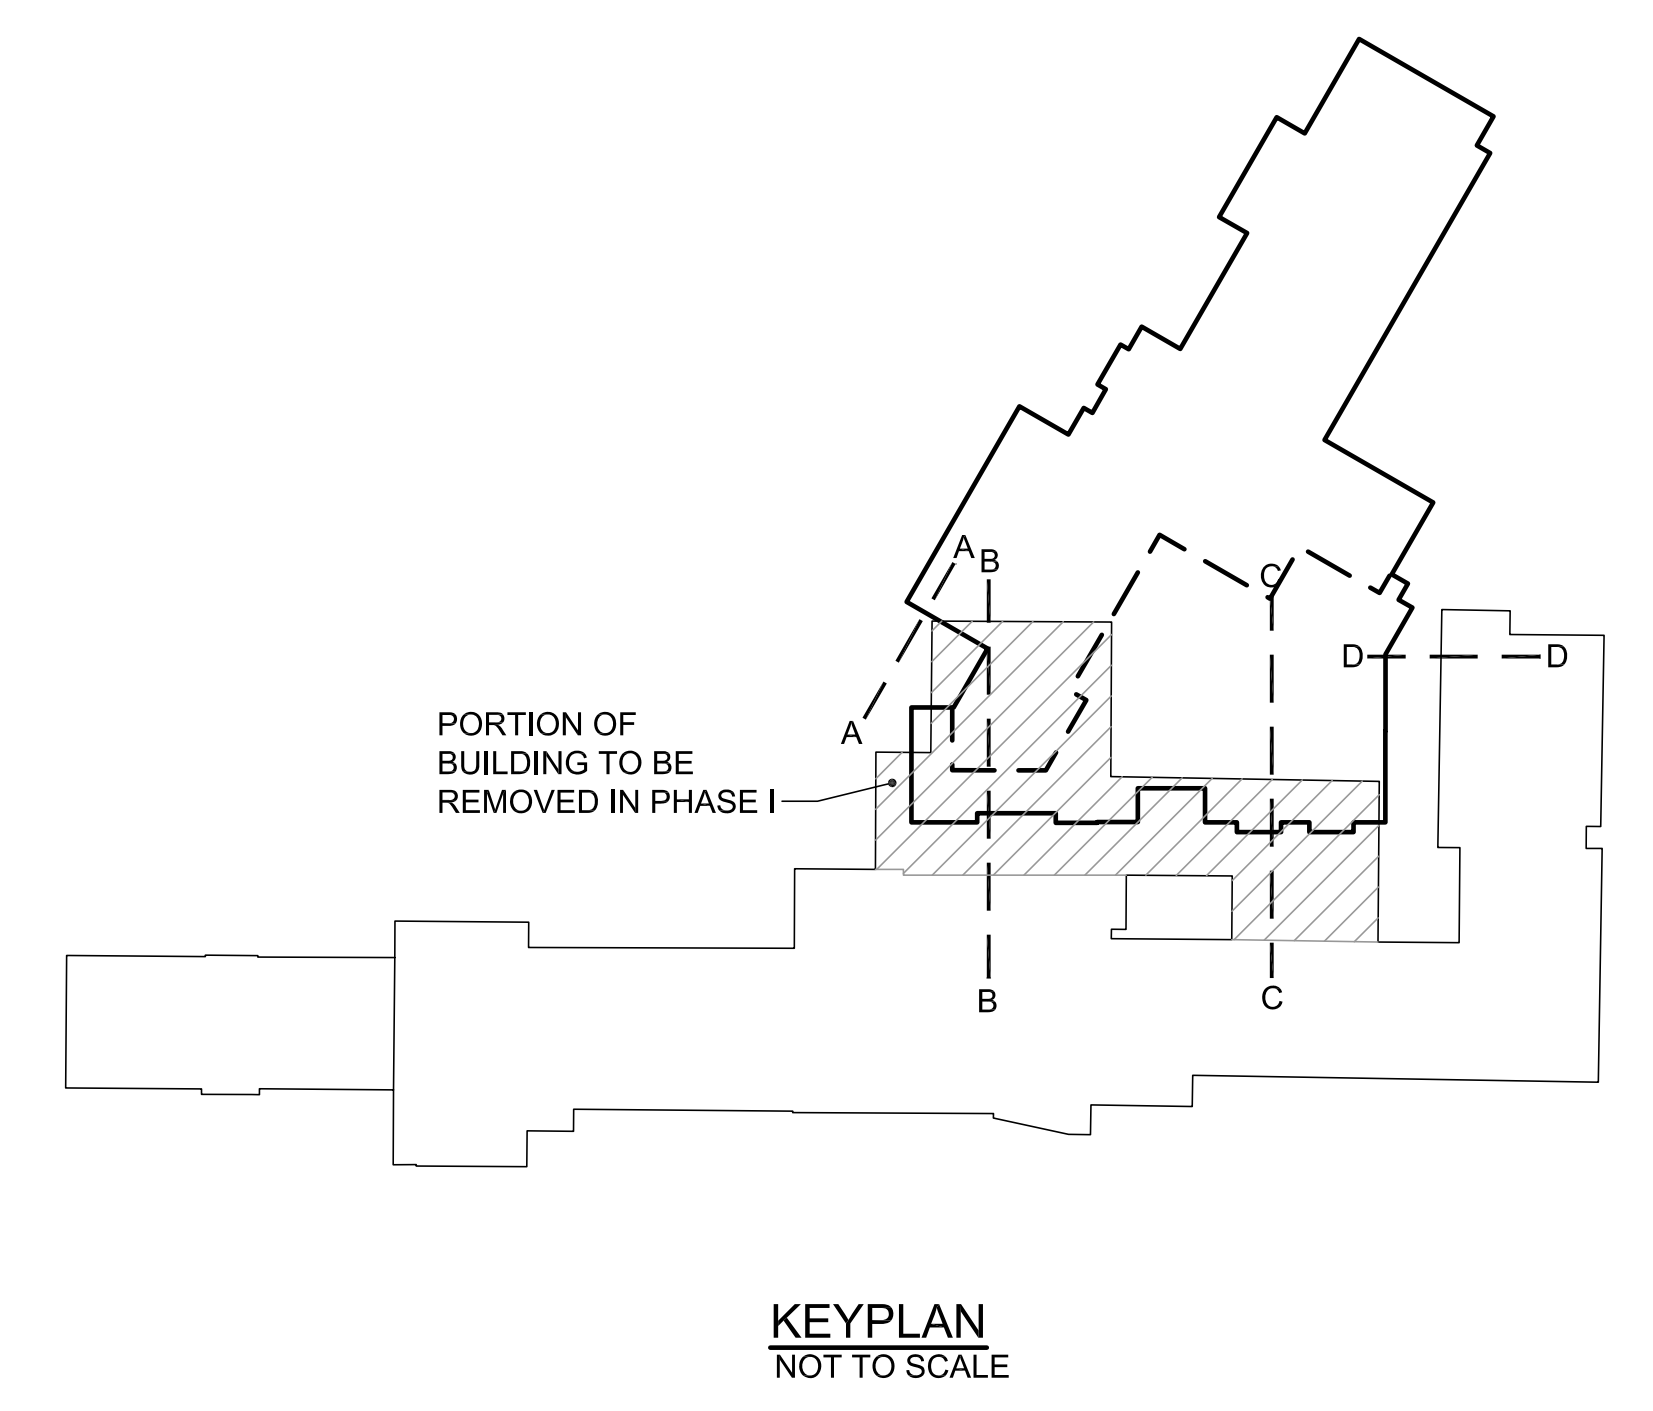 A
B
C
D
D
PORTION OF
BUILDING TO BE
REMOVED IN PHASE I
A
B
C
KEYPLAN
NOT TO SCALE